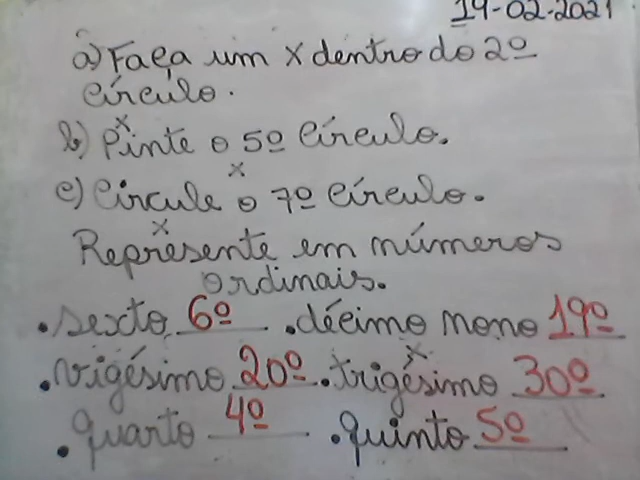 19-02-2021
a) Faça um x dentro do 2º
círculo.
x
b) Pinte o 5º círculo.
x
c) Circule o 7º círculo.
x
Represente em números
ordinais.
. sexto 6º . décimo nono 19º
x
. vigésimo 20º . trigésimo 30º
. quarto 4º . quinto 5º